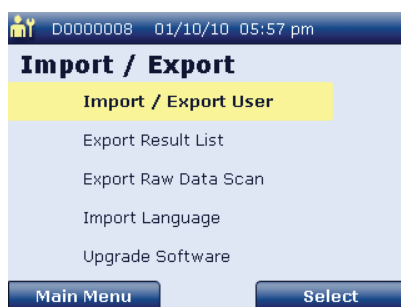 D0000008 01/10/10 05:57 pm
Import / Export
Import / Export User
Export Result List
Export Raw Data Scan
Import Language
Upgrade Software
Main Menu Select